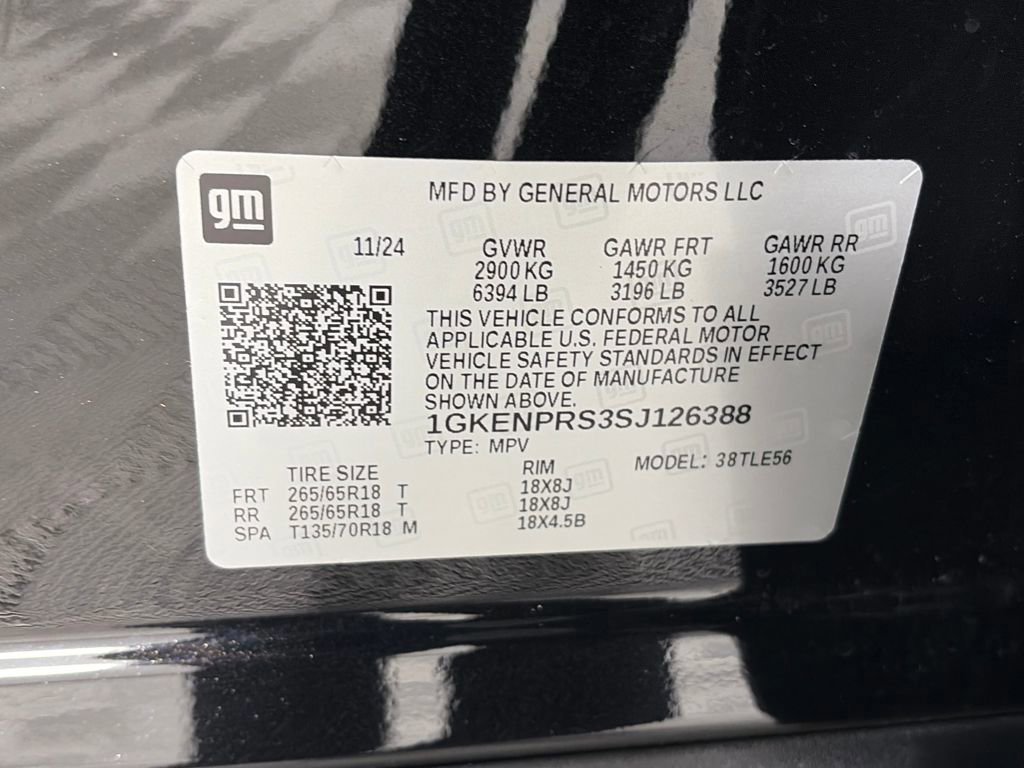 gm
MFD BY GENERAL MOTORS LLC
11/24 GVWR GAWR FRT GAWR RR
2900 KG 1450 KG 1600 KG
6394 LB 3196 LB 3527 LB
THIS VEHICLE CONFORMS TO ALL
APPLICABLE U.S. FEDERAL MOTOR
VEHICLE SAFETY STANDARDS IN EFFECT
ON THE DATE OF MANUFACTURE
SHOWN ABOVE.
1GKENPRS3SJ126388
TYPE: MPV MODEL: 38TLE56
TIRE SIZE RIM
FRT 265/65R18 T 18X8J
RR 265/65R18 T 18X8J
SPA T135/70R18 M 18X4.5B